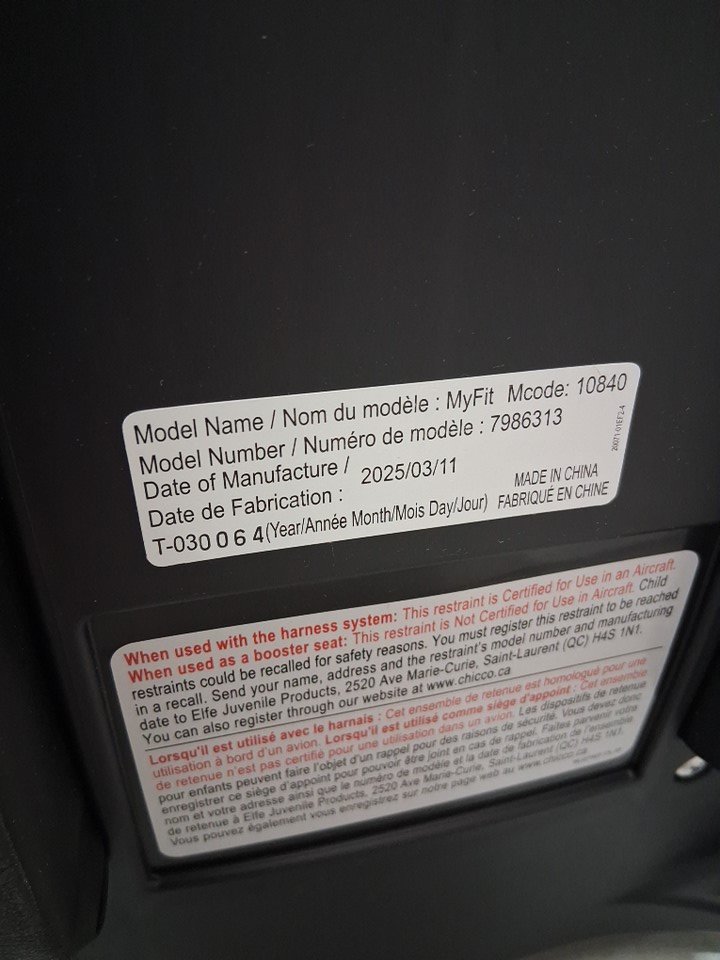 Model Name / Nom du modèle : MyFit Mcode: 10840
Model Number / Numéro de modèle : 7986313
Date of Manufacture /
Date de Fabrication : 2025/03/11
MADE IN CHINA
T-030 0 6 4 (Year/Année Month/Mois Day/Jour) FABRIQUÉ EN CHINE
When used with the harness system: This restraint is Certified for Use in an Aircraft.
When used as a booster seat: This restraint is Not Certified for Use in Aircraft. Child
restraints could be recalled for safety reasons. You must register this restraint to be reached
in a recall. Send your name, address and the restraint's model number and manufacturing
date to Elfe Juvenile Products, 2520 Ave Marie-Curie, Saint-Laurent (QC) H4S 1N1.
You can also register through our website at www.chicco.ca
Lorsqu'il est utilisé avec le harnais : Cet ensemble de retenue est homologué pour une
utilisation à bord d'un avion. Lorsqu'il est utilisé comme siège d'appoint : Cet ensemble
de retenue n'est pas certifié pour une utilisation dans un avion. Les dispositifs de retenue
pour enfants peuvent faire l'objet d'un rappel pour des raisons de sécurité. Vous devez donc
enregistrer ce siège d'appoint pour pouvoir être joint en cas de rappel. Faites parvenir votre
nom et votre adresse ainsi que le numéro de modèle et la date de fabrication de l'ensemble
de retenue à Elfe Juvenile Products, 2520 Ave Marie-Curie, Saint-Laurent (QC) H4S 1N1.
Vous pouvez également vous enregistrez sur notre page web au www.chicco.ca